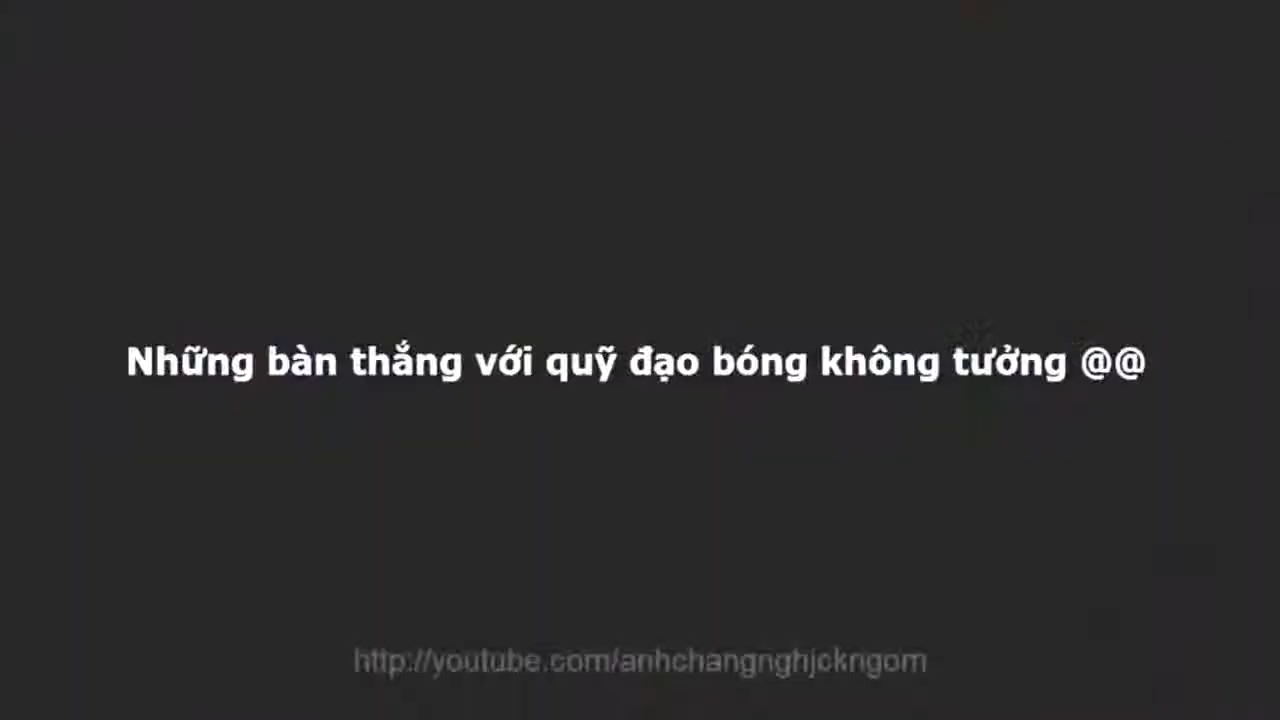 Những bàn thắng với quỹ đạo bóng không tưởng @@
http://youtube.com/anhchangnghjckngom